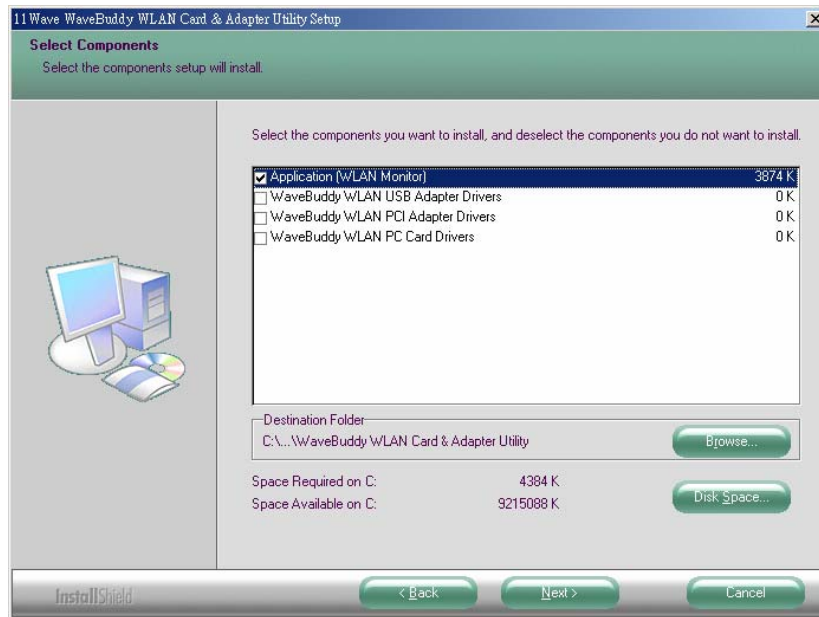 11Wave WaveBuddy WLAN Card & Adapter Utility Setup
Select Components
Select the components setup will install.
Select the components you want to install, and deselect the components you do not want to install.
Application (WLAN Monitor) 3874 K
WaveBuddy WLAN USB Adapter Drivers 0 K
WaveBuddy WLAN PCI Adapter Drivers 0 K
WaveBuddy WLAN PC Card Drivers 0 K
Destination Folder
C:\...\WaveBuddy WLAN Card & Adapter Utility
Browse...
Space Required on C: 4384 K
Space Available on C: 9215088 K
Disk Space...
InstallShield
< Back
Next >
Cancel